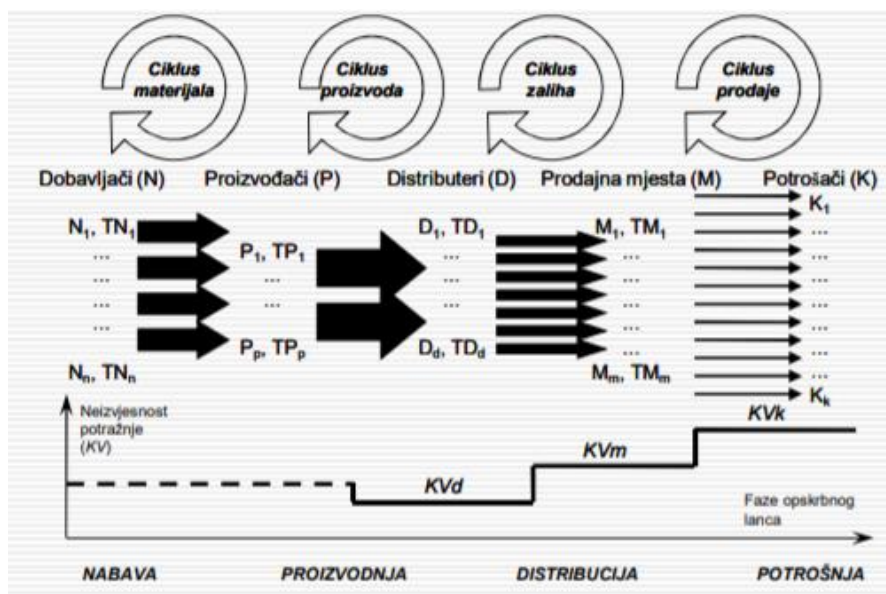 Ciklus materijala
Ciklus proizvoda
Ciklus zaliha
Ciklus prodaje
Dobavljači (N) Proizvođači (P) Distributeri (D) Prodajna mjesta (M) Potrošači (K)
K1
N1, TN1 D1, TD1 M1, TM1 ...
... P1, TP1 ... ... ...
... ... ... ... ...
... ... ... ...
Pp, TPp Dd, TDd ... ...
Nn, TNn Mm, TMm ...
Kk
Neizvjesnost
potražnje
(KV)
KVk
KVm
KVd
Faze opskrbnog
lanca
NABAVA PROIZVODNJA DISTRIBUCIJA POTROŠNJA